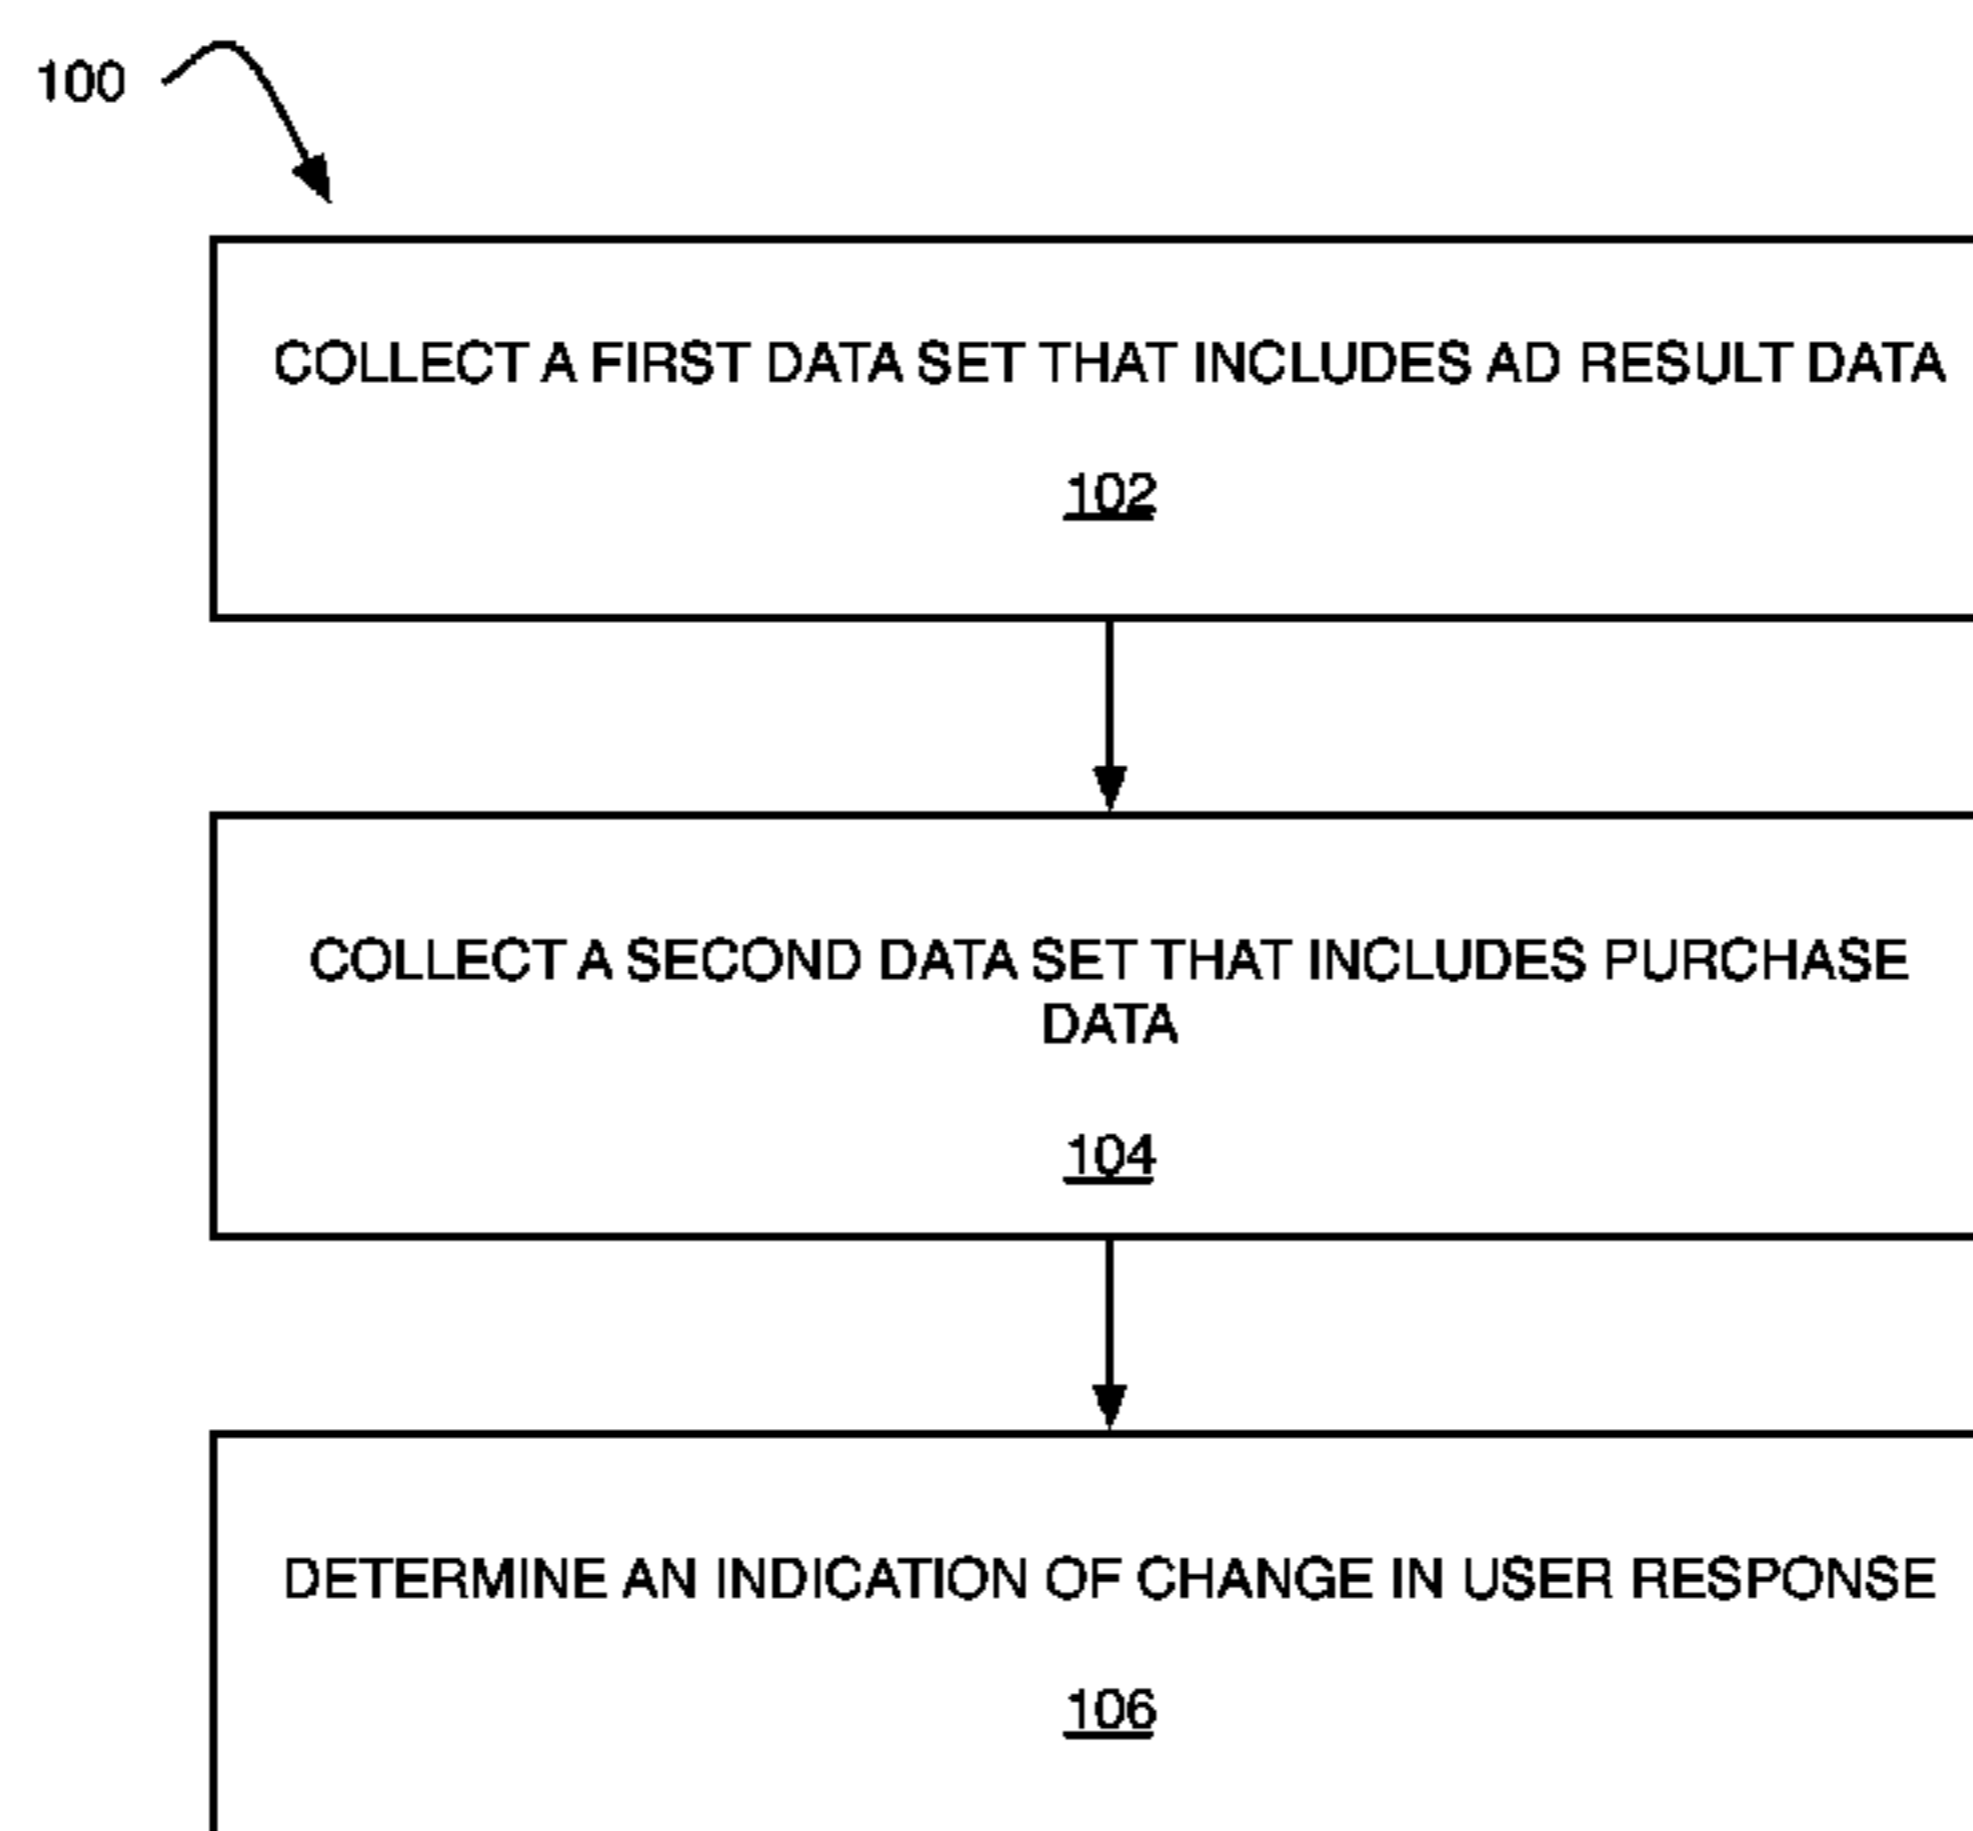 100
COLLECT A FIRST DATA SET THAT INCLUDES AD RESULT DATA
102
COLLECT A SECOND DATA SET THAT INCLUDES PURCHASE
DATA
104
DETERMINE AN INDICATION OF CHANGE IN USER RESPONSE
106